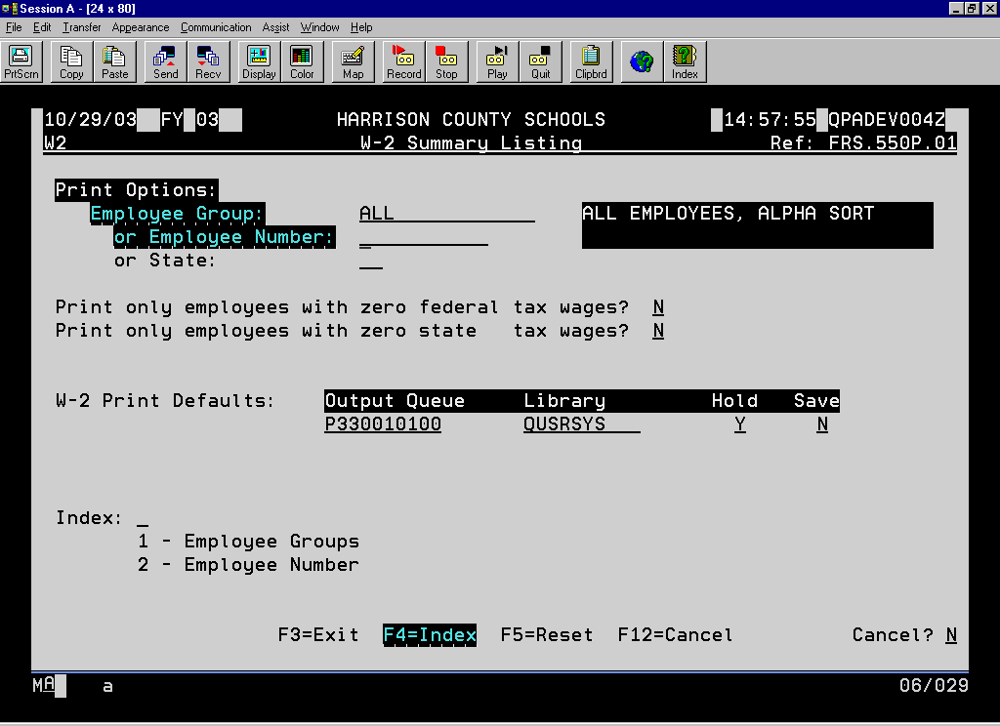 Session A - [24 x 80]
File Edit Transfer Appearance Communication Assist Window Help
PrtScrn Copy Paste Send Recv Display Color Map Record Stop Play Quit Clipbrd Index
10/29/03 FY 03 HARRISON COUNTY SCHOOLS 14:57:55 QPADEV004Z
W2 W-2 Summary Listing Ref: FRS.550P.01
Print Options:
Employee Group: ALL ALL EMPLOYEES, ALPHA SORT
or Employee Number:
or State:
Print only employees with zero federal tax wages? N
Print only employees with zero state tax wages? N
W-2 Print Defaults: Output Queue Library Hold Save
P330010100 QUSRSYS Y N
Index: _
1 - Employee Groups
2 - Employee Number
F3=Exit F4=Index F5=Reset F12=Cancel Cancel? N
MA a 06/029